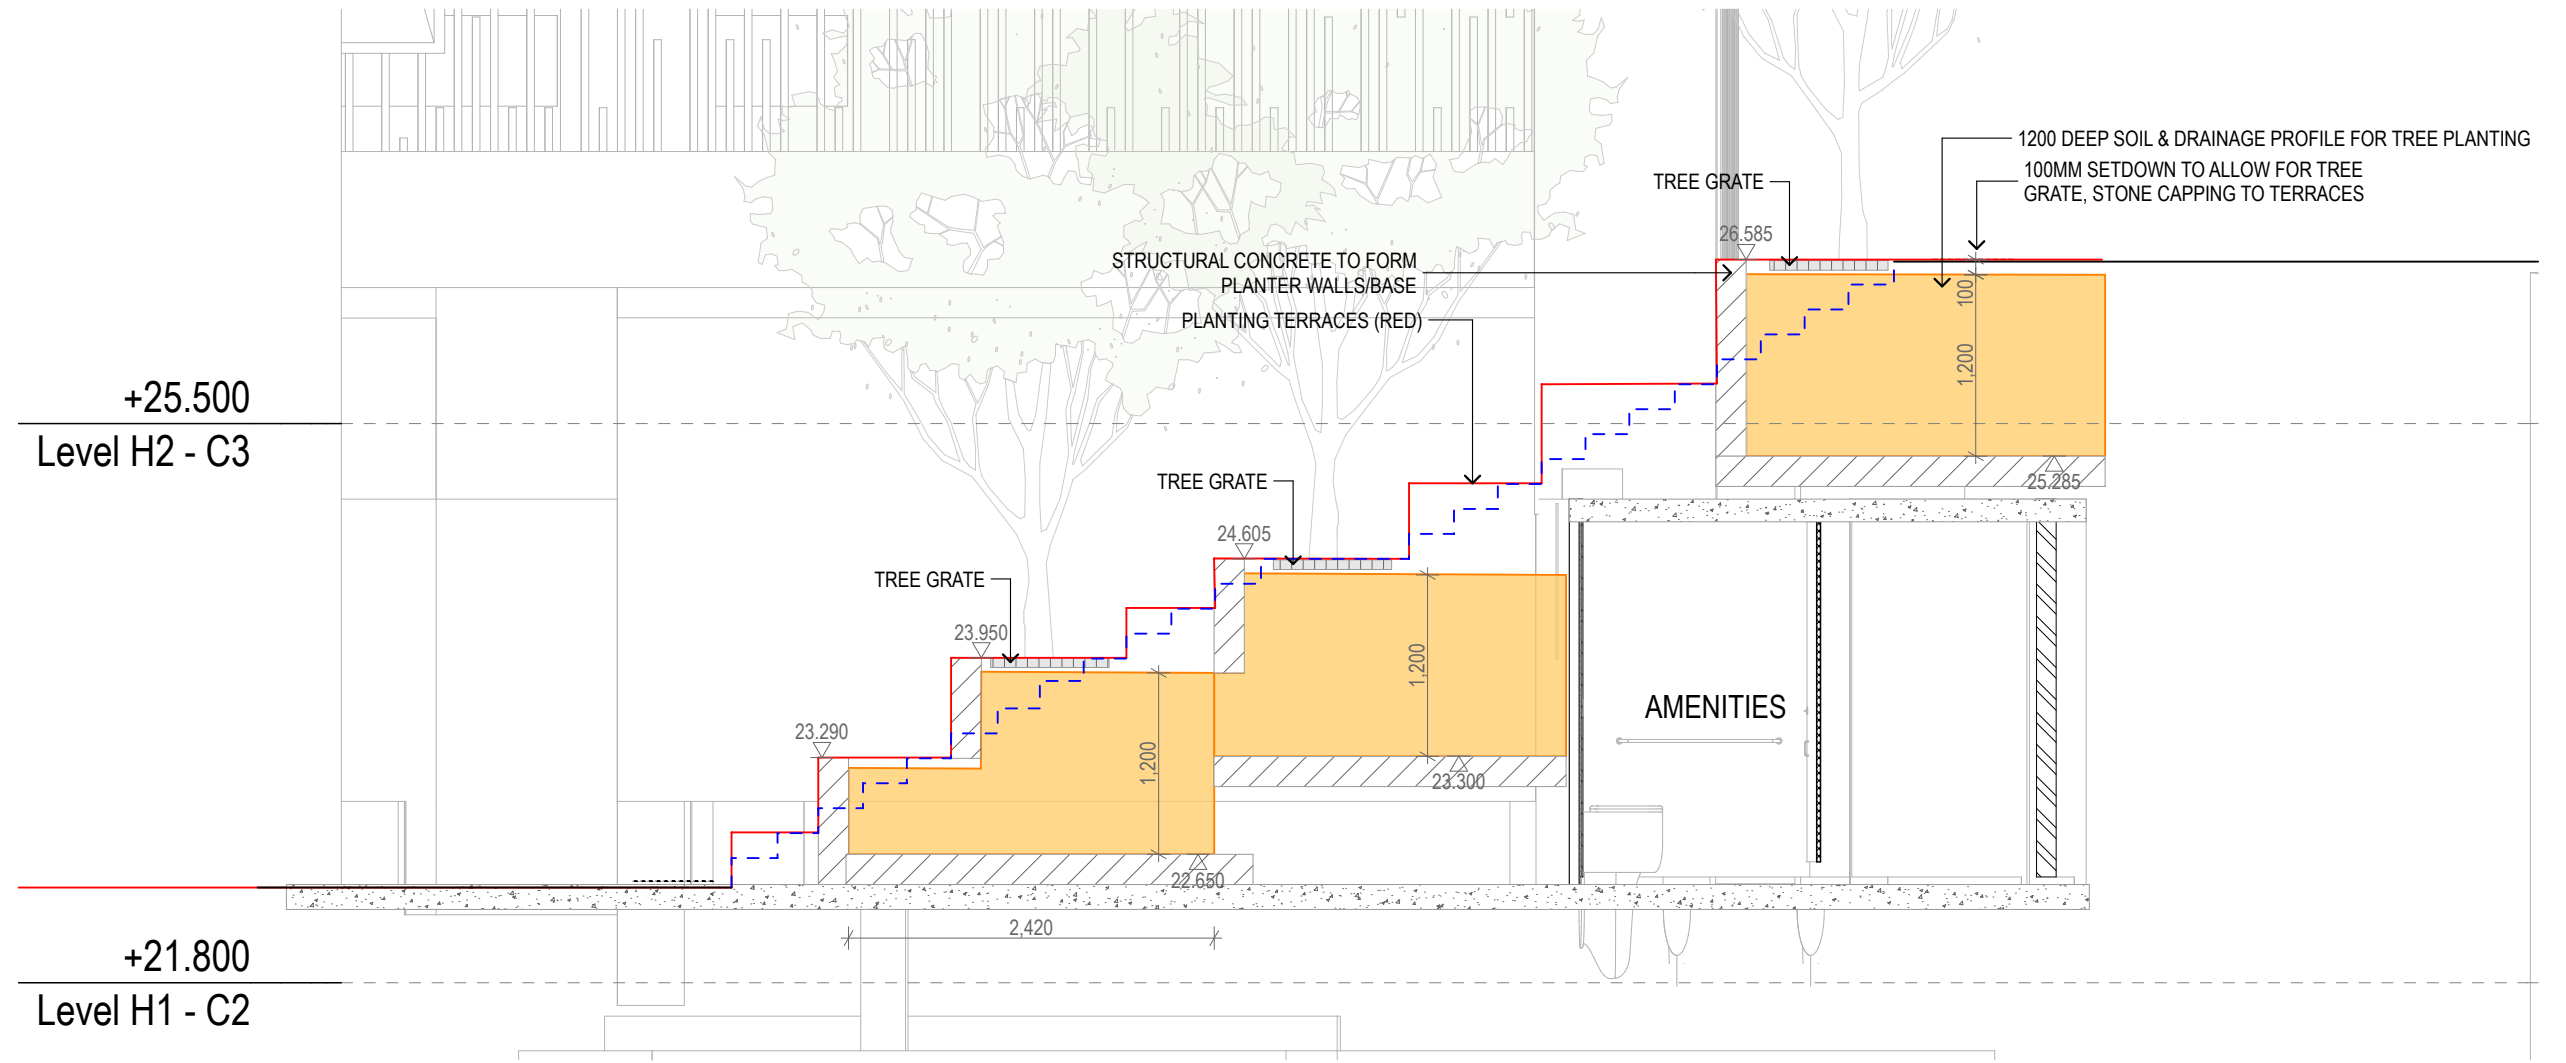 1200 DEEP SOIL & DRAINAGE PROFILE FOR TREE PLANTING
100MM SETDOWN TO ALLOW FOR TREE
GRATE, STONE CAPPING TO TERRACES
TREE GRATE
26.585
STRUCTURAL CONCRETE TO FORM
PLANTER WALLS/BASE
PLANTING TERRACES (RED)
100
1,200
+25.500
Level H2 - C3
25.285
TREE GRATE
24.605
TREE GRATE
23.950
1,200
23.290
1,200
AMENITIES
23.300
22.650
2,420
+21.800
Level H1 - C2